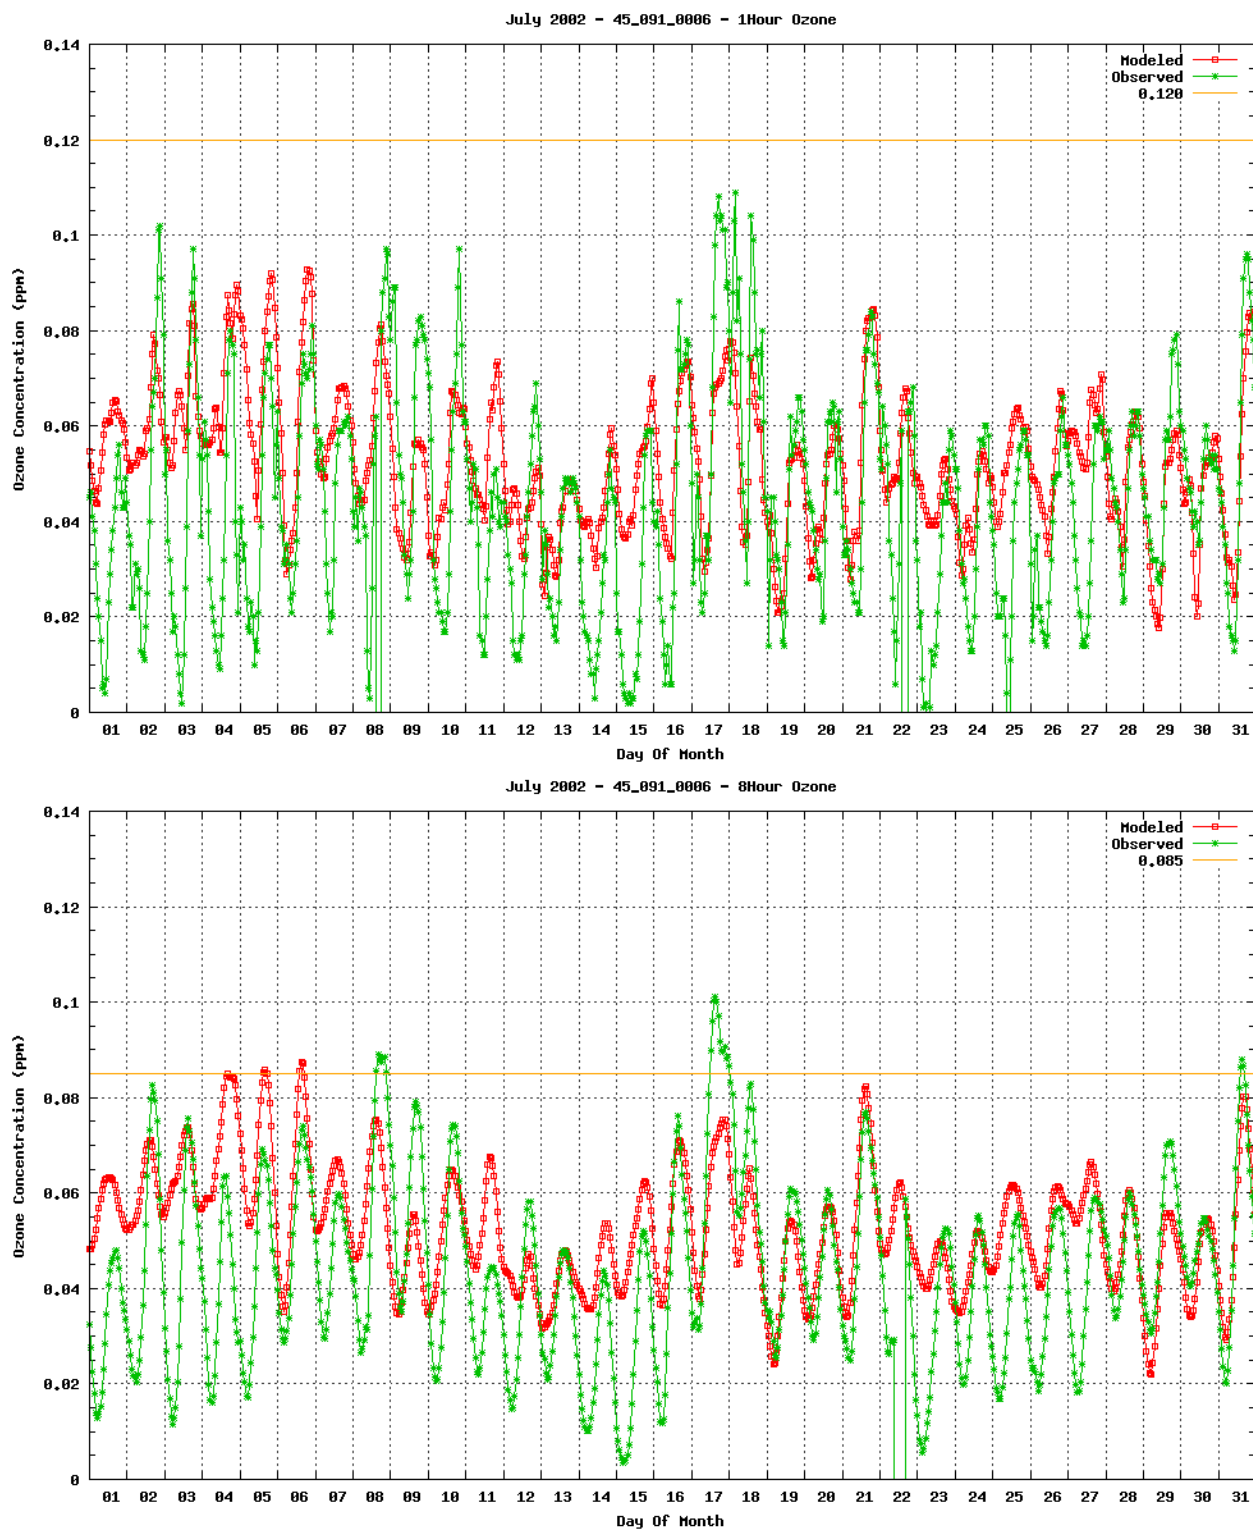 July 2002 - 45_091_0006 - 1Hour Ozone
0.14
Modeled
Observed
0.120
0.12
0.1
0.08
0.06
0.04
0.02
0
Ozone Concentration (ppm)
01 02 03 04 05 06 07 08 09 10 11 12 13 14 15 16 17 18 19 20 21 22 23 24 25 26 27 28 29 30 31
Day Of Month
July 2002 - 45_091_0006 - 8Hour Ozone
0.14
Modeled
Observed
0.085
0.12
0.1
0.08
0.06
0.04
0.02
0
Ozone Concentration (ppm)
01 02 03 04 05 06 07 08 09 10 11 12 13 14 15 16 17 18 19 20 21 22 23 24 25 26 27 28 29 30 31
Day Of Month